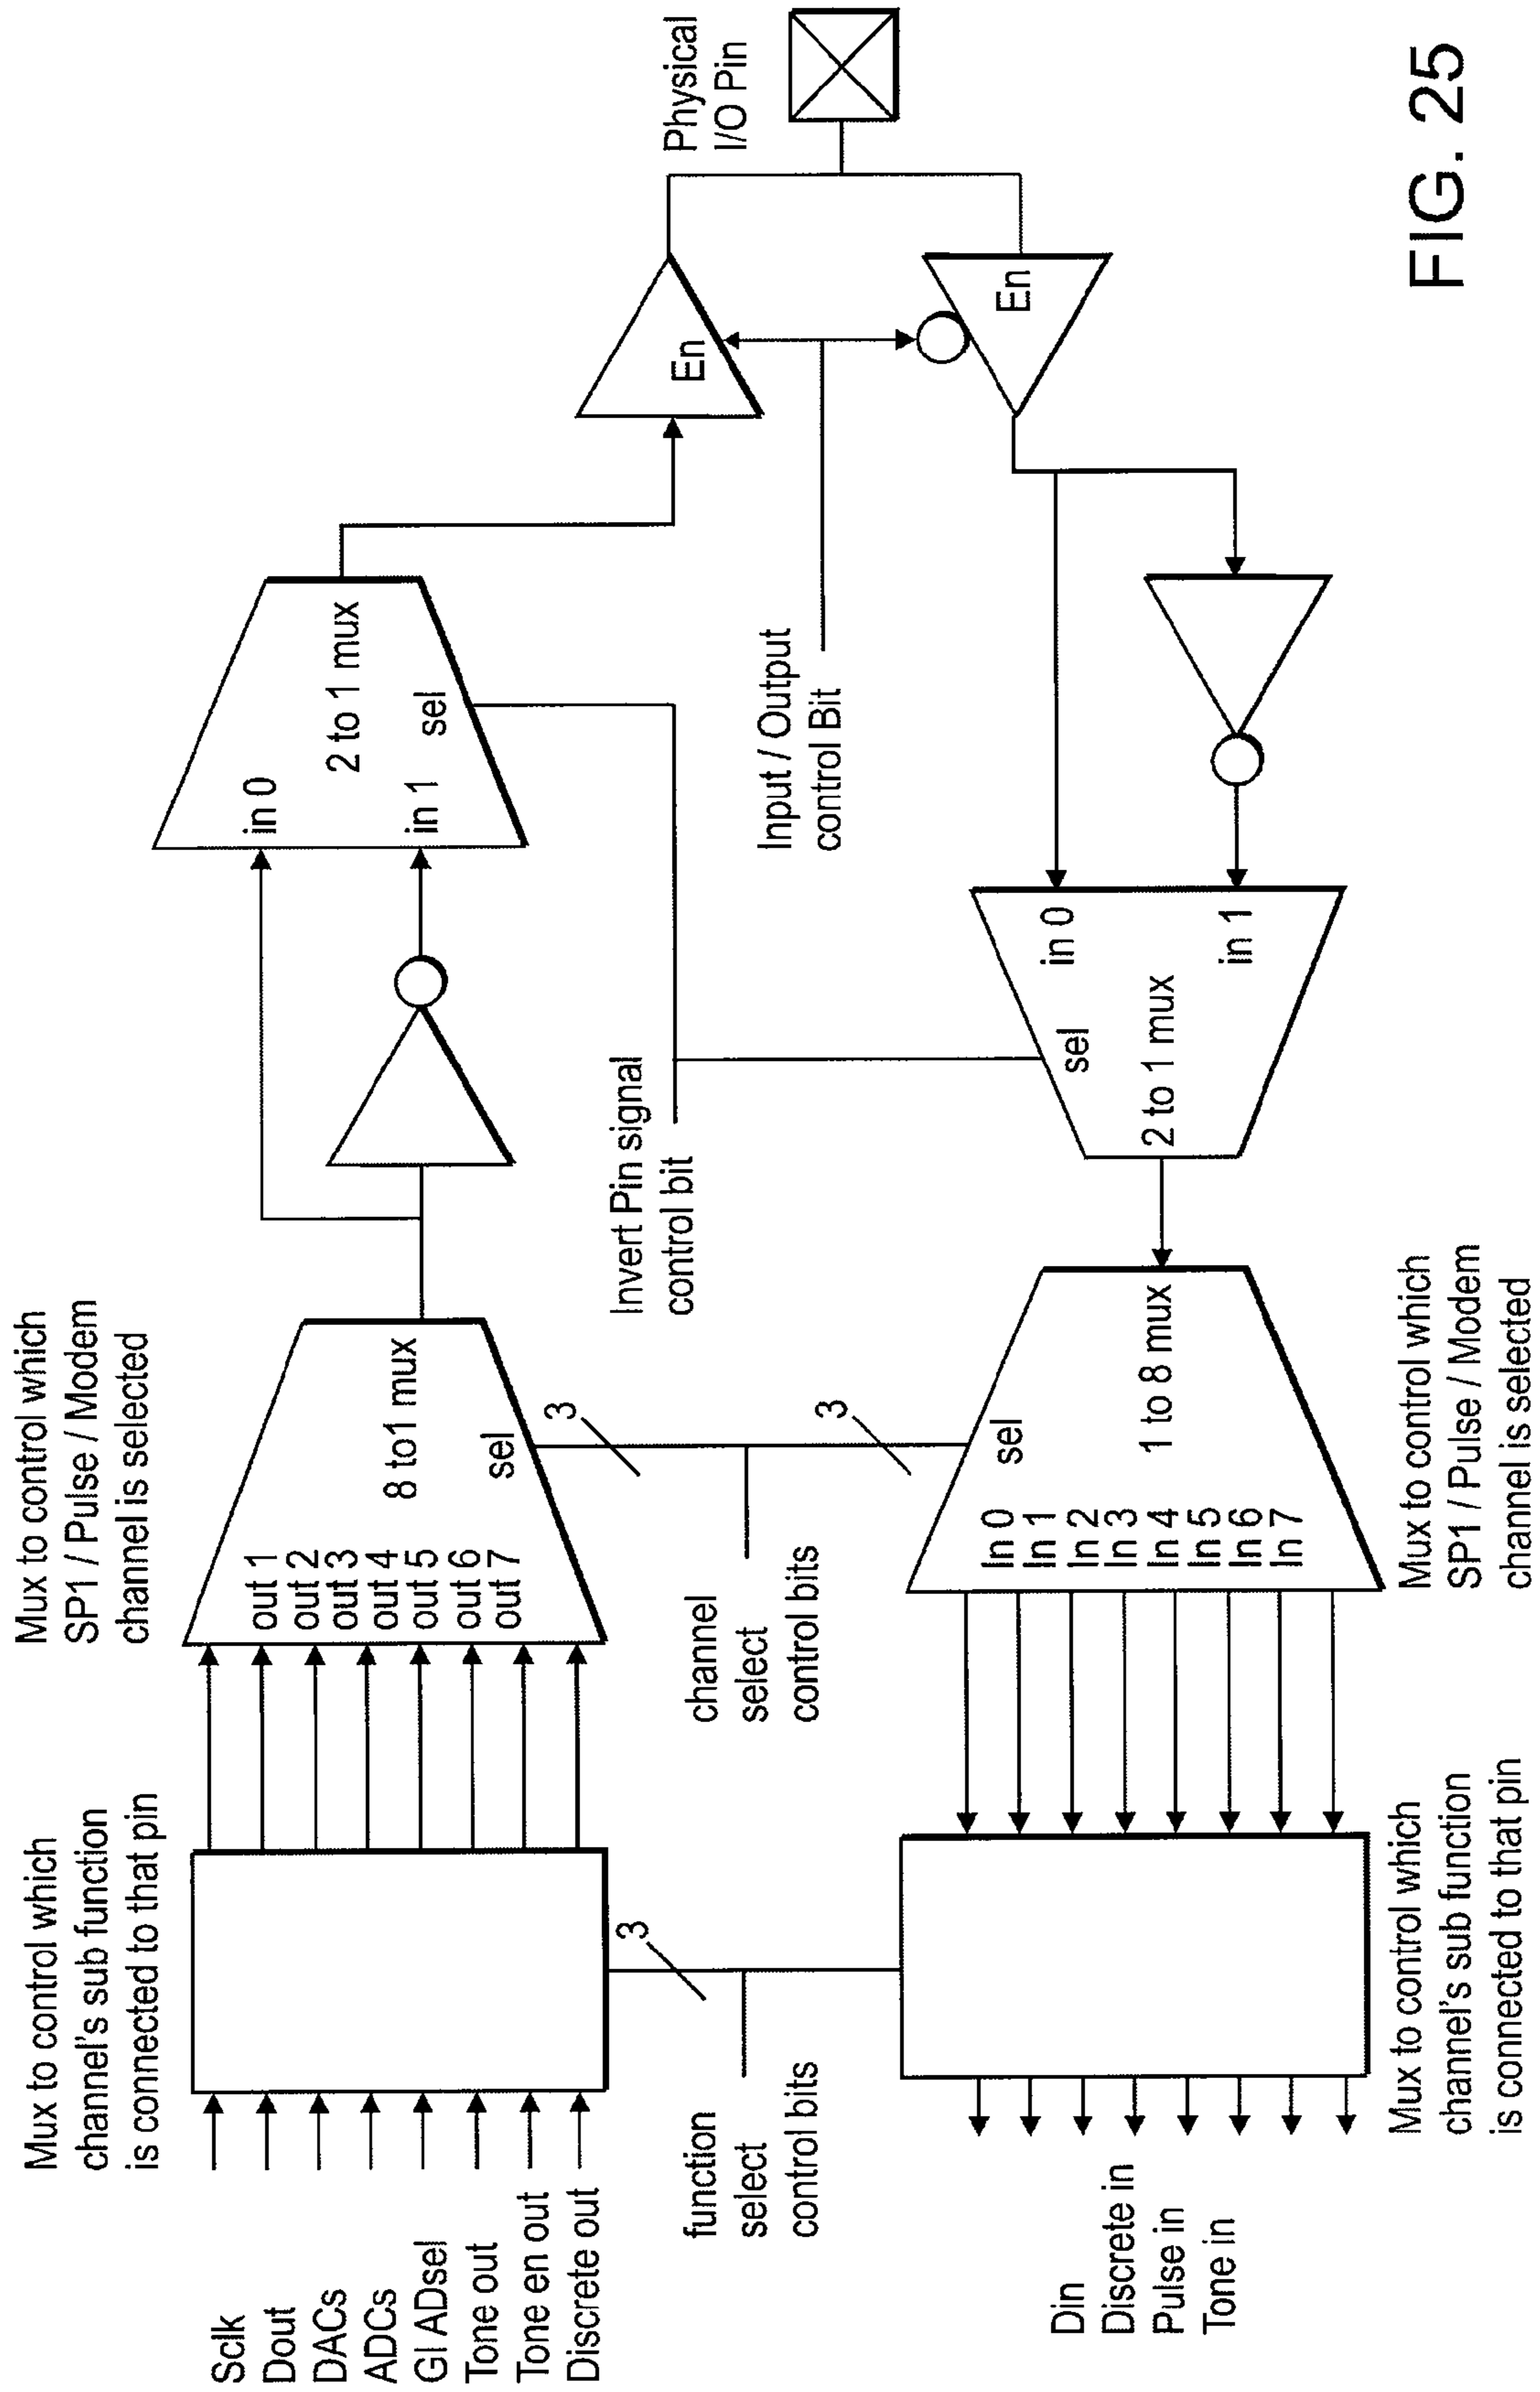 Mux to control which
channel's sub function
is connected to that pin
Mux to control which
SP1 / Pulse / Modem
channel is selected
Sclk
Dout
DACs
ADCs
GI ADsel
Tone out
Tone en out
Discrete out
out 1
out 2
out 3
out 4
out 5
out 6
out 7
8 to1 mux
sel
in 0
in 1
2 to 1 mux
sel
Physical
I/O Pin
En
3
function
select
control bits
3
channel
select
control bits
3
Invert Pin signal
control bit
Input / Output
control Bit
En
Din
Discrete in
Pulse in
Tone in
In 0
In 1
In 2
In 3
In 4
In 5
In 6
In 7
sel
1 to 8 mux
sel
2 to 1 mux
in 0
in 1
Mux to control which
channel's sub function
is connected to that pin
Mux to control which
SP1 / Pulse / Modem
channel is selected
FIG. 25